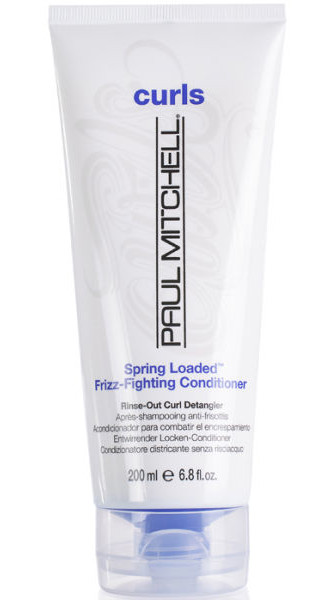 curls
PAUL MITCHELL®
Spring Loaded™
Frizz-Fighting Conditioner
Rinse-Out Curl Detangler
Après-shampooing anti-frisottis
Acondicionador para combatir el encrespamiento
Entwirrender Locken-Conditioner
Condizionatore districante senza risciacquo
200 ml ℮ 6.8 fl. oz.